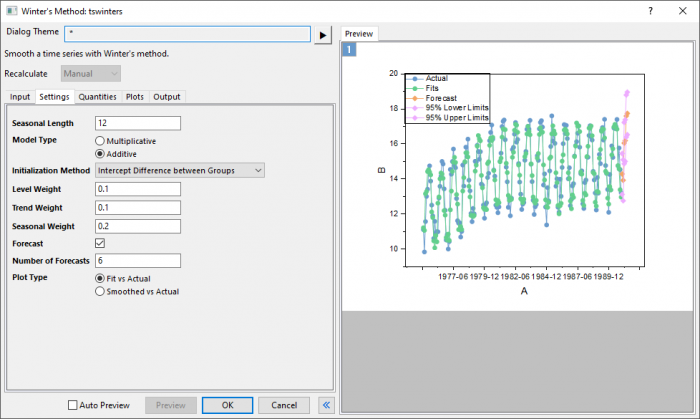 Winter's Method: tswinters
Dialog Theme *
Smooth a time series with Winter's method.
Recalculate Manual
Input Settings Quantities Plots Output
Seasonal Length 12
Model Type Multiplicative
Additive
Initialization Method Intercept Difference between Groups
Level Weight 0.1
Trend Weight 0.1
Seasonal Weight 0.2
Forecast
Number of Forecasts 6
Plot Type Fit vs Actual
Smoothed vs Actual
Auto Preview Preview OK Cancel
Preview
1
Actual
Fits
Forecast
95% Lower Limits
95% Upper Limits
20
18
16
14
12
10
B
1977-06 1979-12 1982-06 1984-12 1987-06 1989-12
A